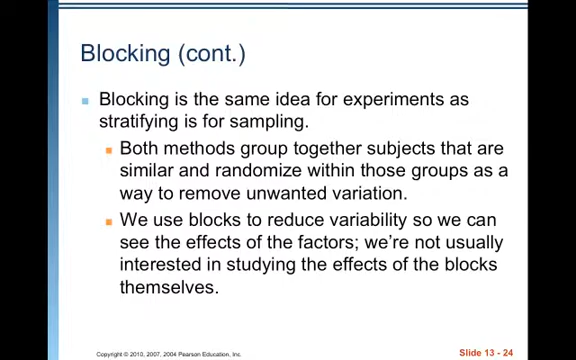 Blocking (cont.)
Blocking is the same idea for experiments as
stratifying is for sampling.
Both methods group together subjects that are
similar and randomize within those groups as a
way to remove unwanted variation.
We use blocks to reduce variability so we can
see the effects of the factors; we’re not usually
interested in studying the effects of the blocks
themselves.
Copyright © 2010, 2007, 2004 Pearson Education, Inc.
Slide 13 - 24